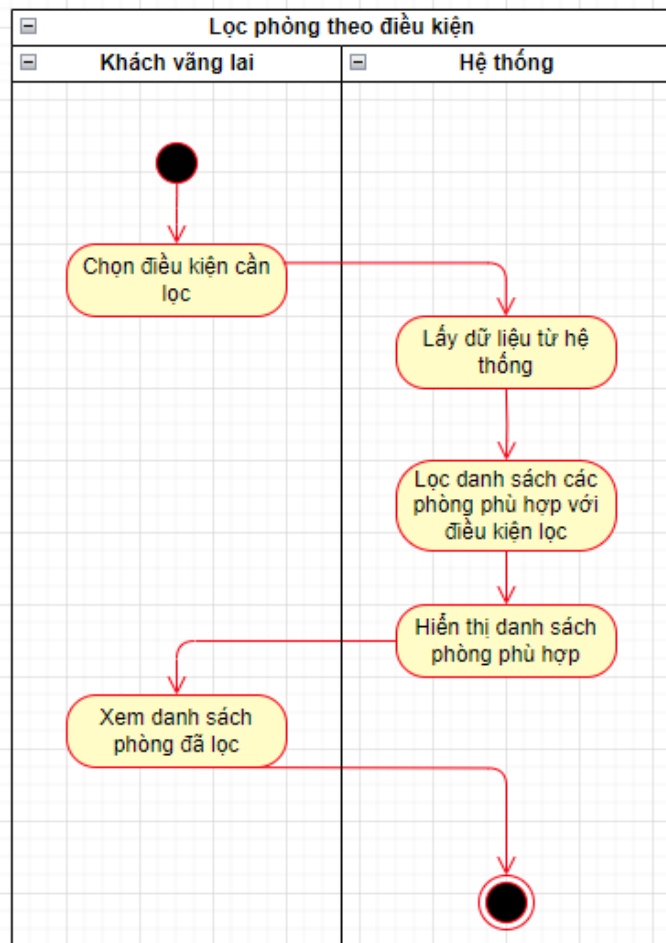 Lọc phòng theo điều kiện
Khách vãng lai
Hệ thống
Chọn điều kiện cần
lọc
Lấy dữ liệu từ hệ
thống
Lọc danh sách các
phòng phù hợp với
điều kiện lọc
Hiển thị danh sách
phòng phù hợp
Xem danh sách
phòng đã lọc